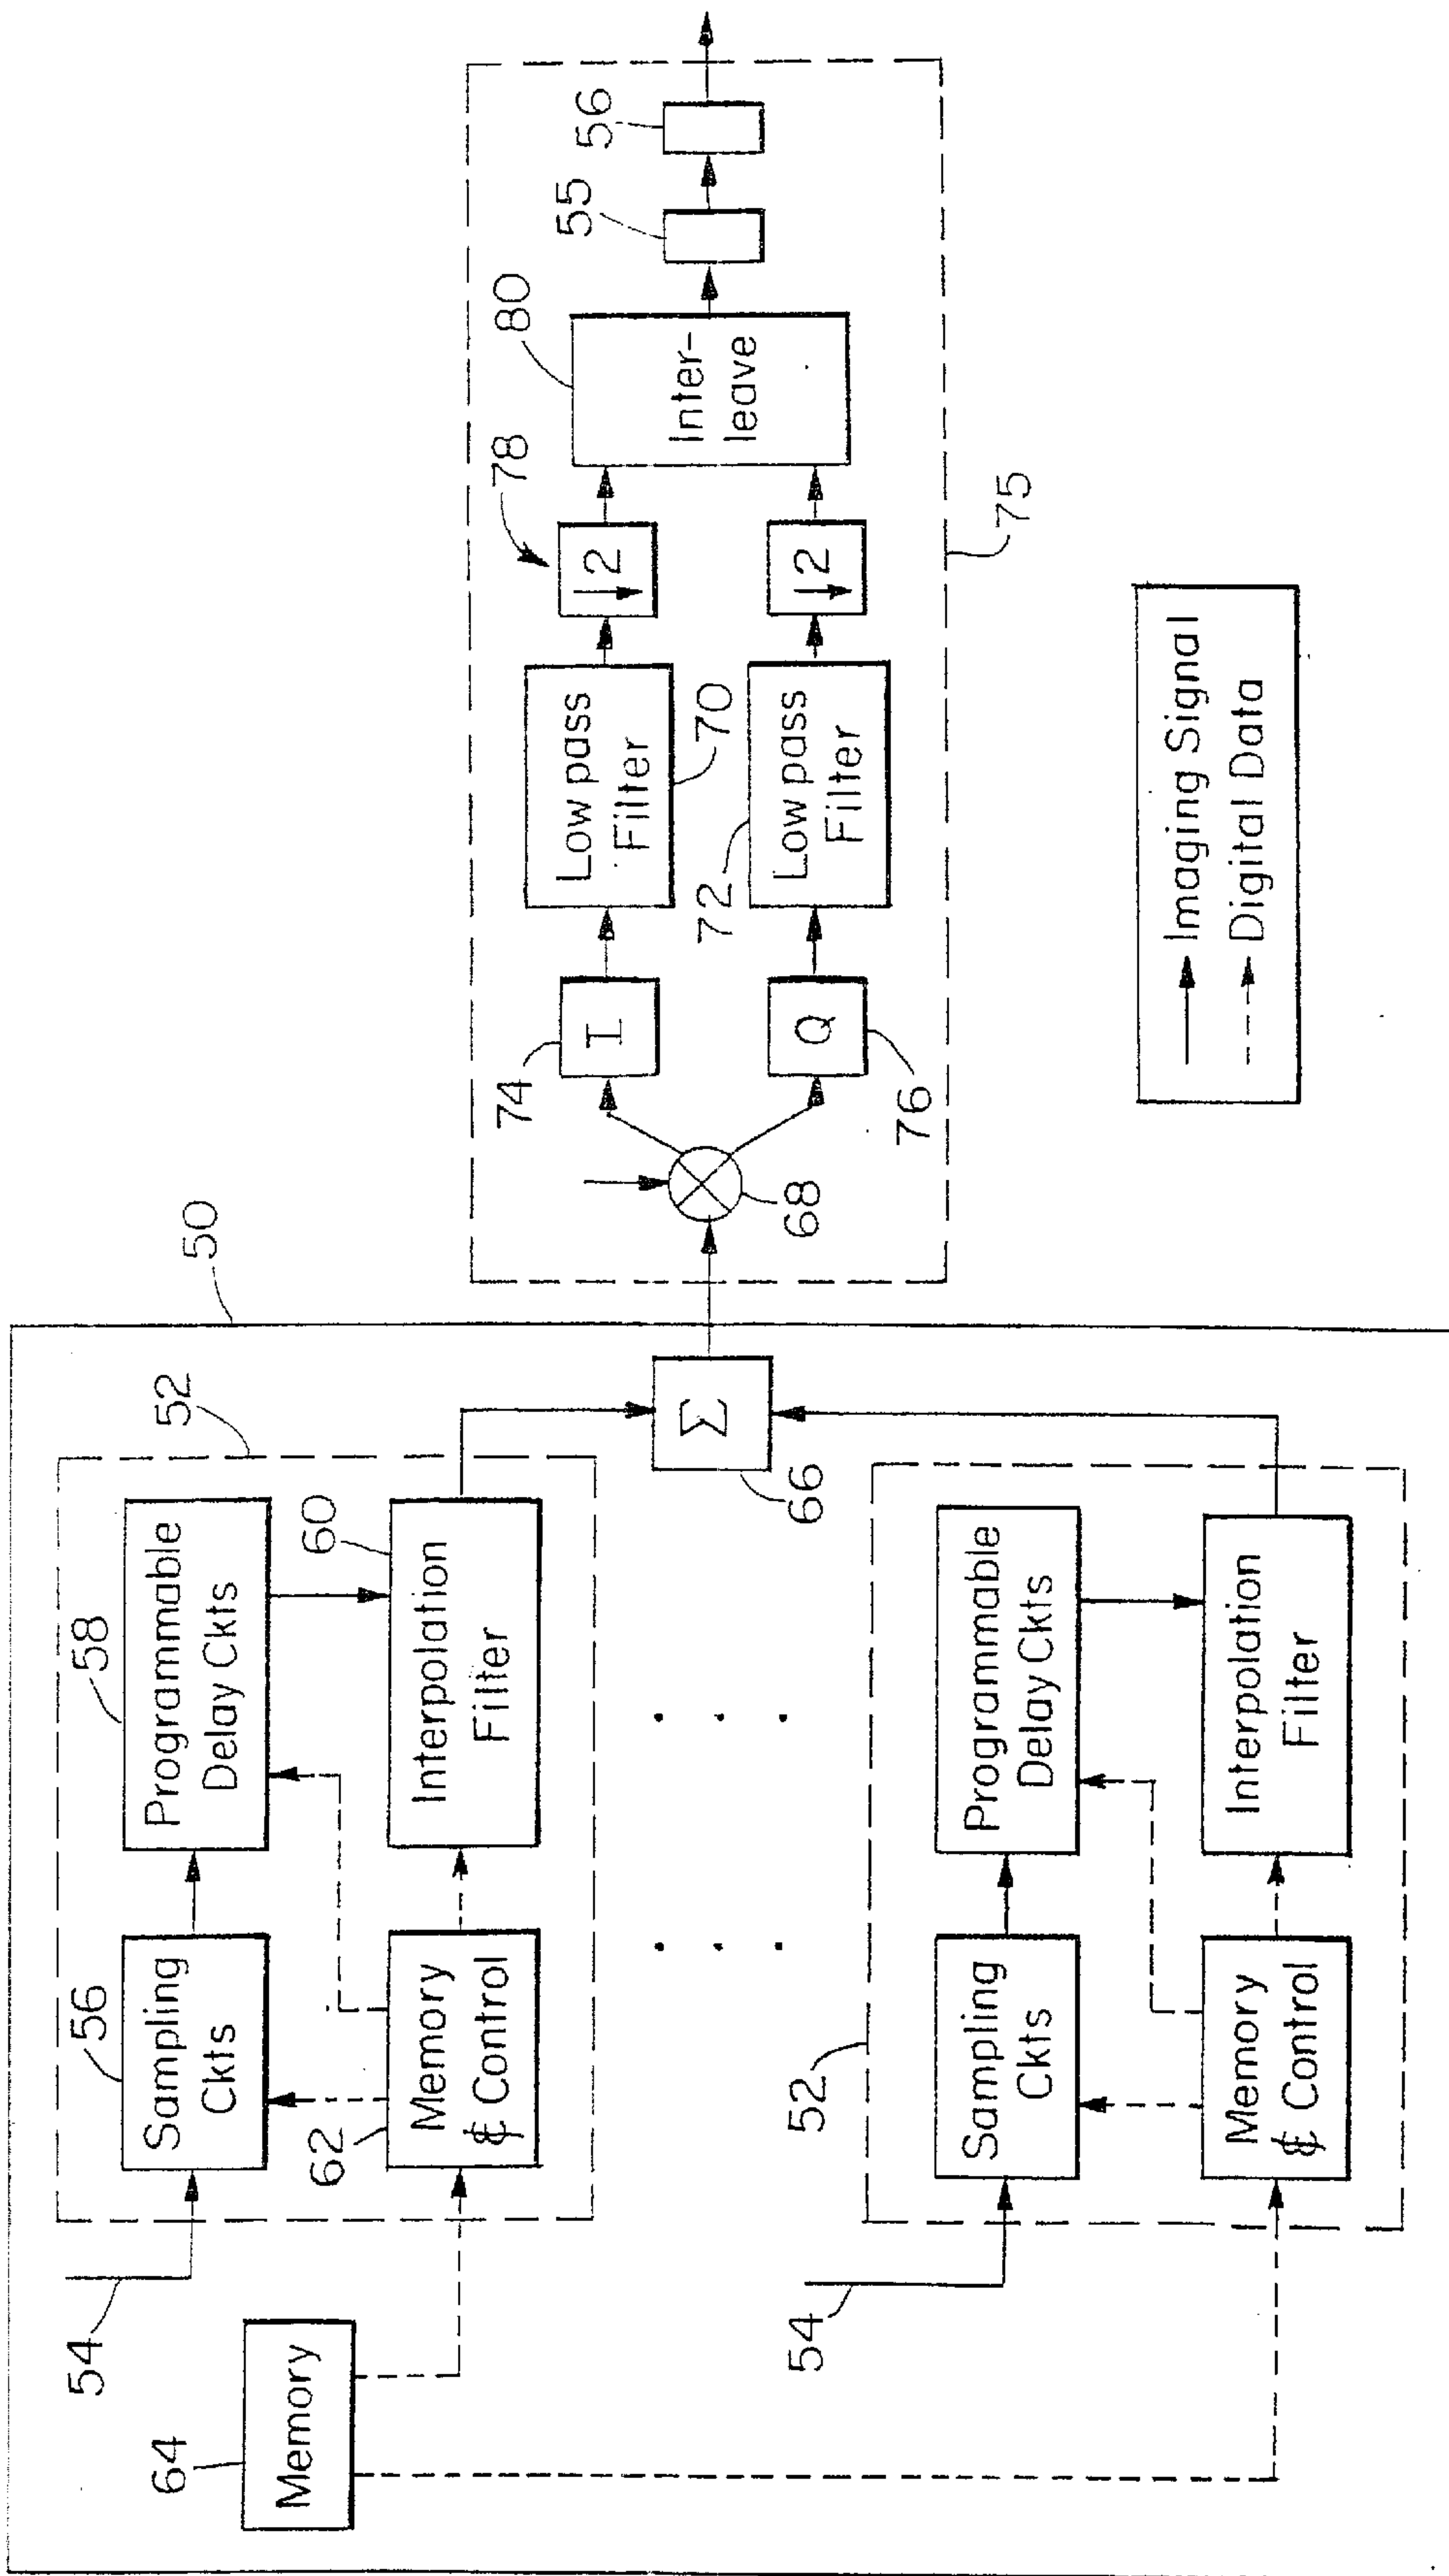 50
52
56
Sampling
Ckts
58
Programmable
Delay Ckts
54
62
Memory
& Control
60
Interpolation
Filter
64
Memory
66
Σ
52
54
Sampling
Ckts
Programmable
Delay Ckts
Memory
& Control
Interpolation
Filter
68
74
I
Low pass
Filter
70
78
↓2
80
Inter-
leave
55
56
76
Q
72
Low pass
Filter
↓2
75
Imaging Signal
Digital Data